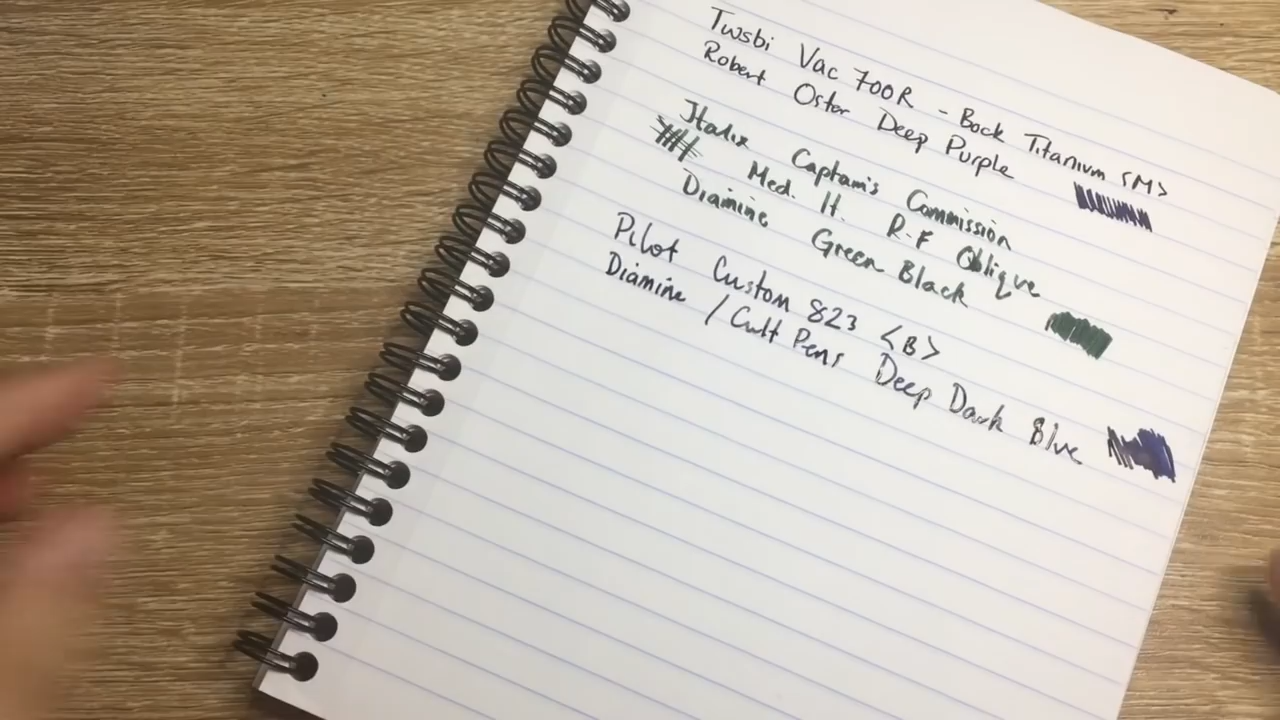 Twsbi Vac 700R - Bock Titanium <M>
Robert Oster Deep Purple
Italix Captain's Commission
Med. It. R-F Oblique
Diamine Green Black
Pilot Custom 823 <B>
Diamine / Cult Pens Deep Dark Blue